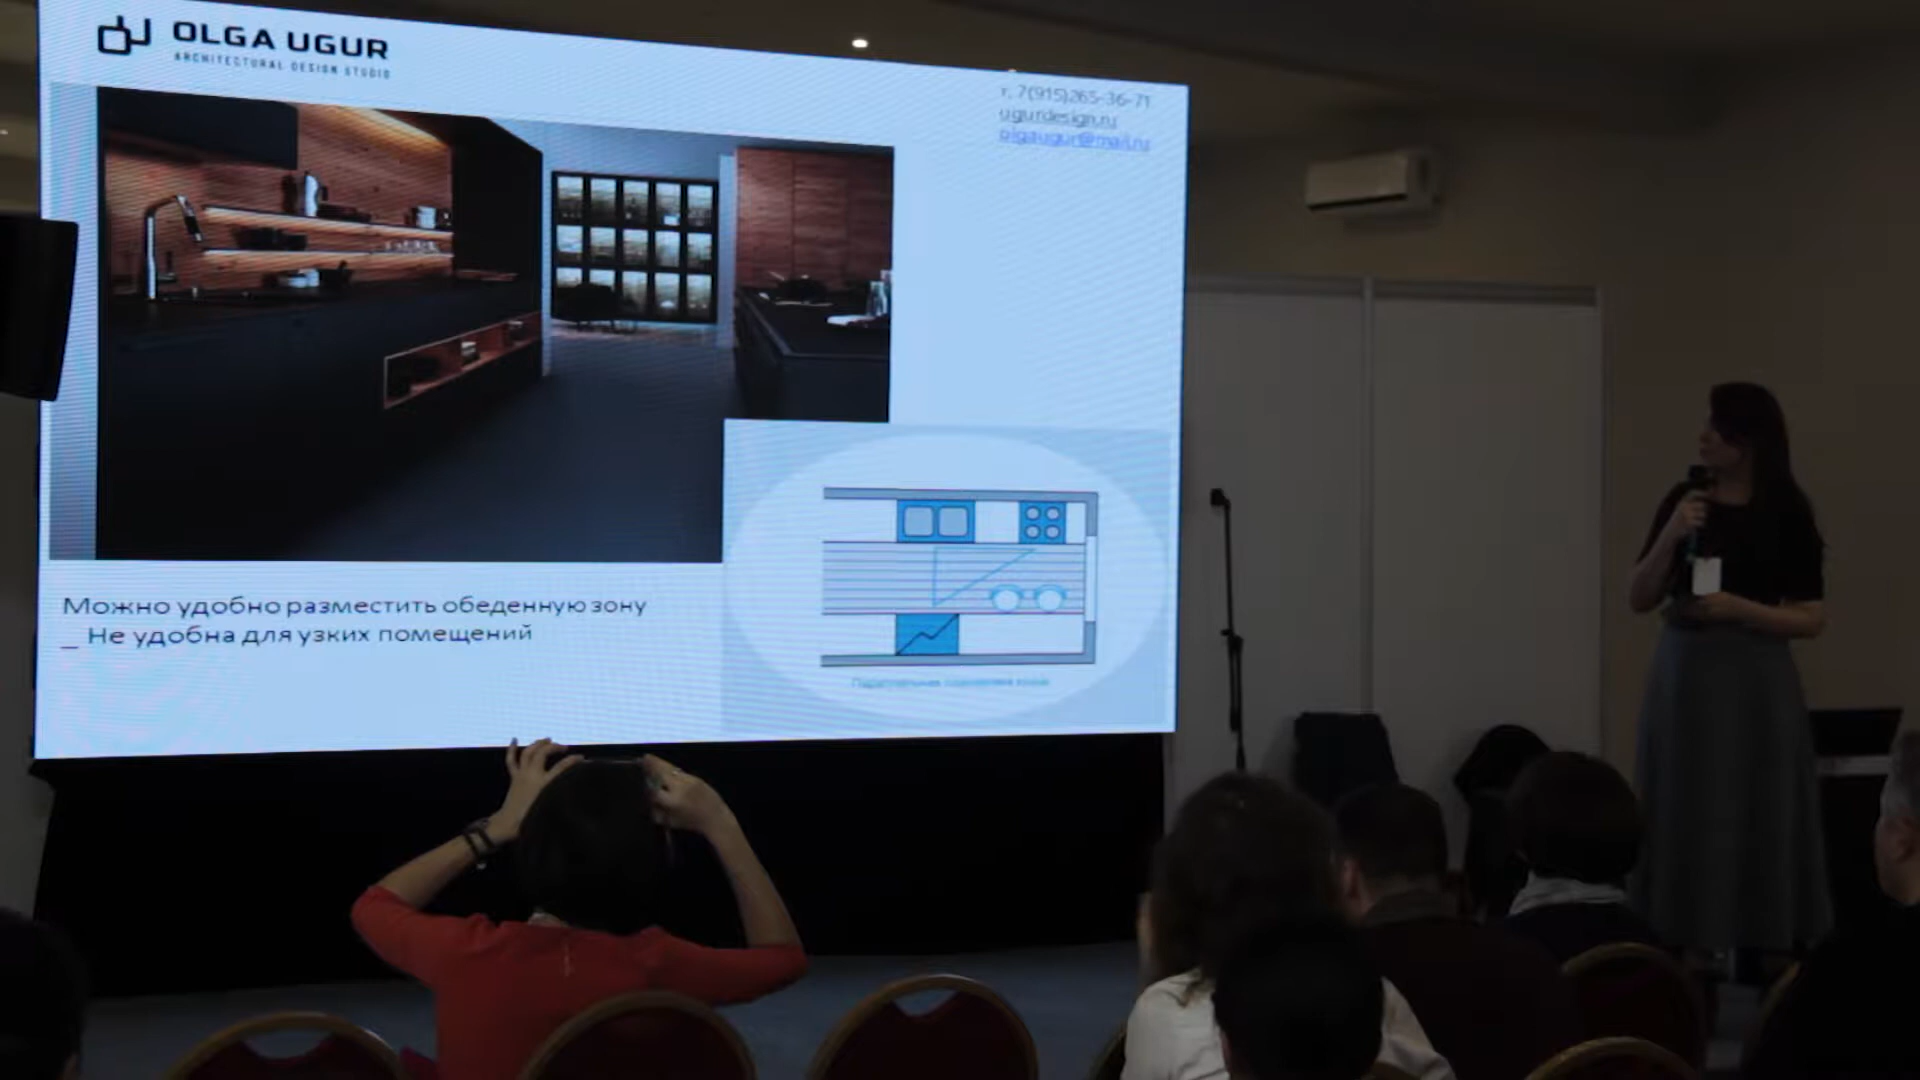 OLGA UGUR
ARCHITECTURAL DESIGN STUDIO
т. 7(915)265-36-71
ugurdesign.ru
olgaugur@mail.ru
Можно удобно разместить обеденную зону
_ Не удобна для узких помещений